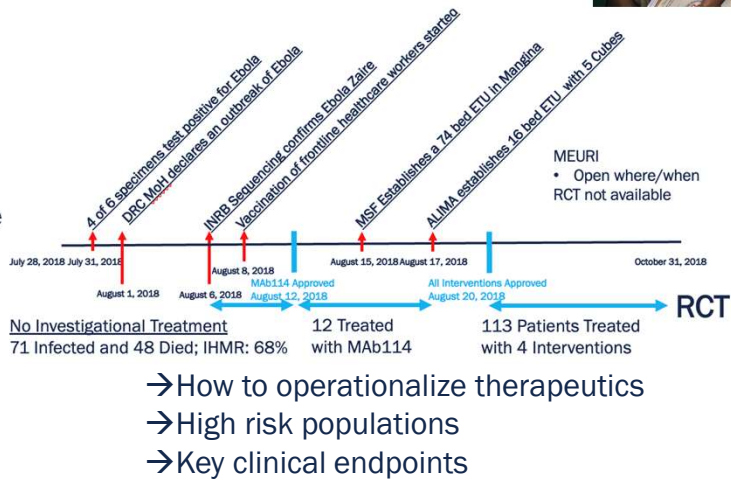 4 of 6 specimens test positive for Ebola
DRC MoH declares an outbreak of Ebola
INRB Sequencing confirms Ebola Zaire
Vaccination of frontline healthcare workers started
MSF Establishes a 74 bed ETU in Mangina
ALIMA establishes 16 bed ETU with 5 Cubes
MEURI
• Open where/when
RCT not available
e
July 28, 2018 July 31, 2018
August 1, 2018
August 6, 2018
August 8, 2018
MAb114 Approved
August 12, 2018
August 15, 2018
August 17, 2018
All Interventions Approved
August 20, 2018
October 31, 2018
RCT
No Investigational Treatment
71 Infected and 48 Died; IHMR: 68%
12 Treated
with MAb114
113 Patients Treated
with 4 Interventions
→How to operationalize therapeutics
→High risk populations
→Key clinical endpoints